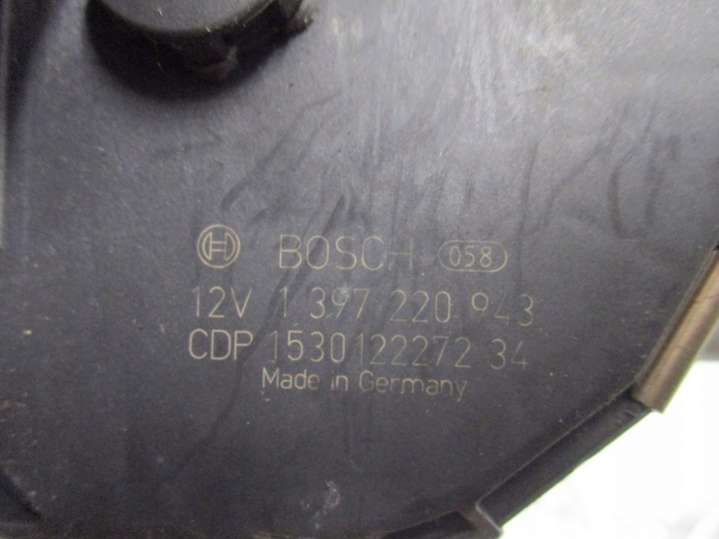 BOSCH 058
12V 1 397 220 943
CDP 1530122272 34
Made in Germany